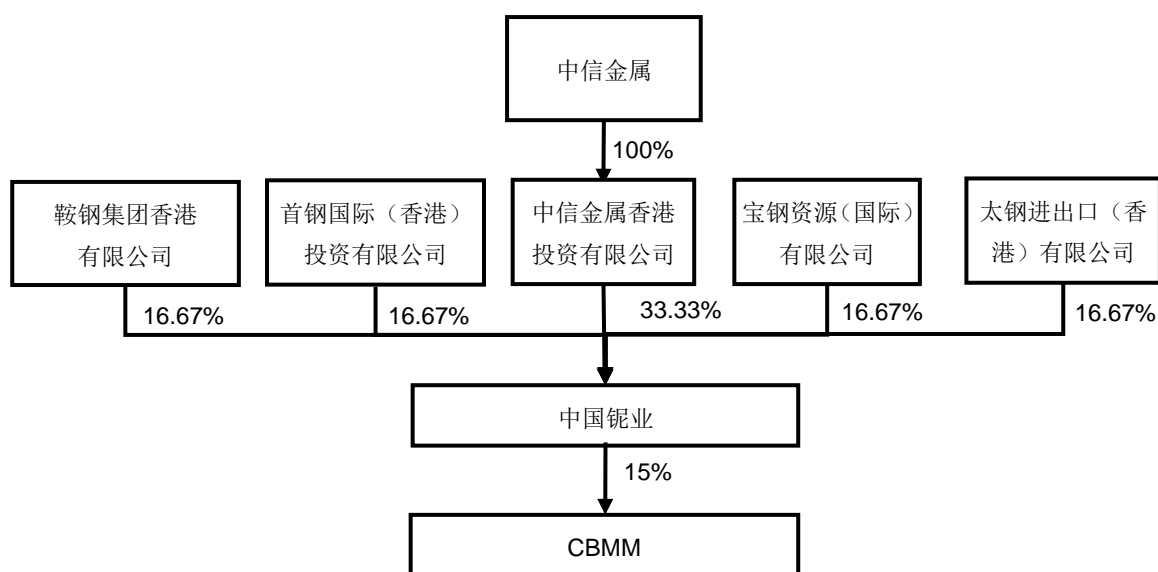 中信金属
100%
鞍钢集团香港
有限公司
首钢国际（香港）
投资有限公司
中信金属香港
投资有限公司
宝钢资源（国际）
有限公司
太钢进出口（香
港）有限公司
16.67%
16.67%
33.33%
16.67%
16.67%
中国铌业
15%
CBMM